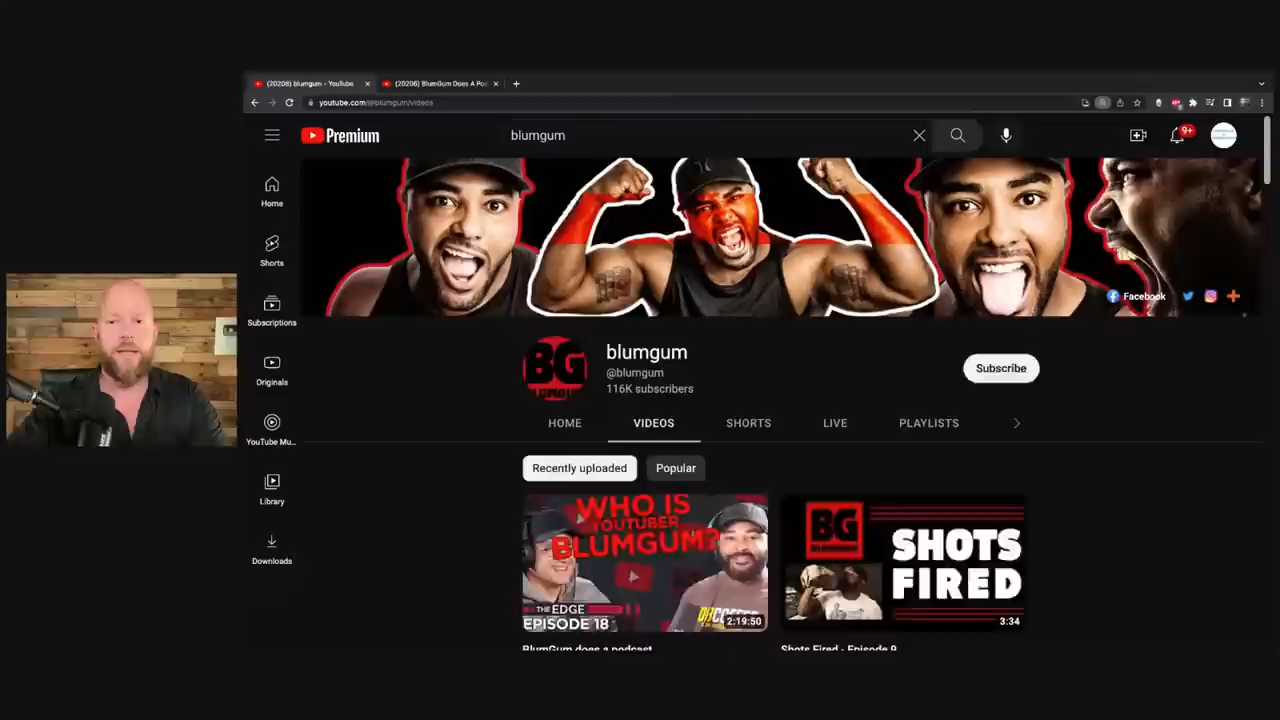 (20208) blumgum - YouTube
(20206) BlumGum Does A Po
youtube.com/@blumgum/videos
Premium
blumgum
9+
Home
Shorts
Subscriptions
Originals
YouTube Mu...
Library
Downloads
Facebook
BG
blumgum
@blumgum
116K subscribers
Subscribe
HOME
VIDEOS
SHORTS
LIVE
PLAYLISTS
Recently uploaded
Popular
WHO IS
YOUTUBER
BLUMGUM?
THE EDGE
EPISODE 18
2:19:50
BG
SHOTS
FIRED
3:34
BlumGum does a podcast
Shots Fired - Episode 9